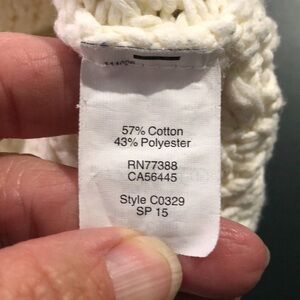 57% Cotton
43% Polyester
RN77388
CA56445
Style C0329
SP 15